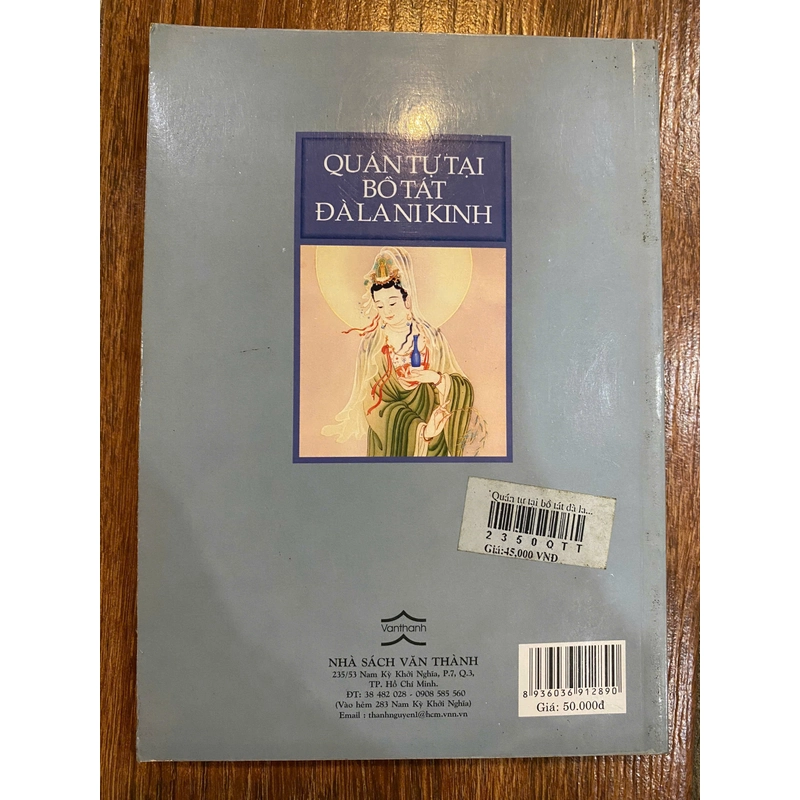 QUÁN TỰ TẠI
BỒ TÁT
ĐÀ LA NI KINH
'Quán tự tại bồ tát đà la...
2350QTT
Giá:45,000 VNĐ
Vanthanh
NHÀ SÁCH VĂN THÀNH
235/53 Nam Kỳ Khởi Nghĩa, P.7, Q.3,
TP. Hồ Chí Minh.
ĐT: 38 482 028 - 0908 585 560
(Vào hẻm 283 Nam Kỳ Khởi Nghĩa)
Email : thanhnguyen1@hcm.vnn.vn
8 936036 912890
Giá: 50.000đ